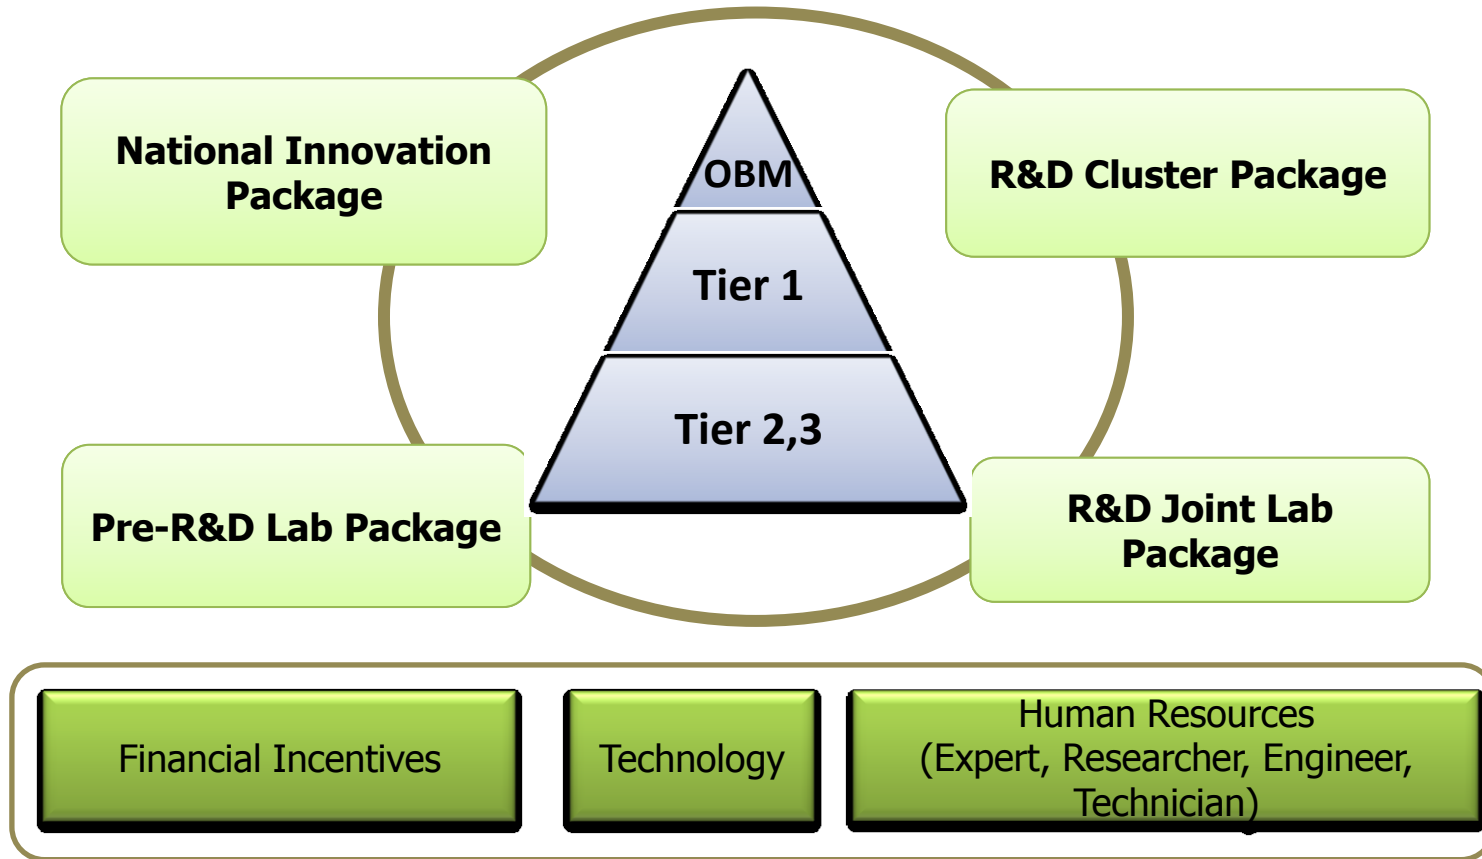 National Innovation
Package
R&D Cluster Package
OBM
Tier 1
Tier 2,3
Pre-R&D Lab Package
R&D Joint Lab
Package
Financial Incentives
Technology
Human Resources
(Expert, Researcher, Engineer,
Technician)